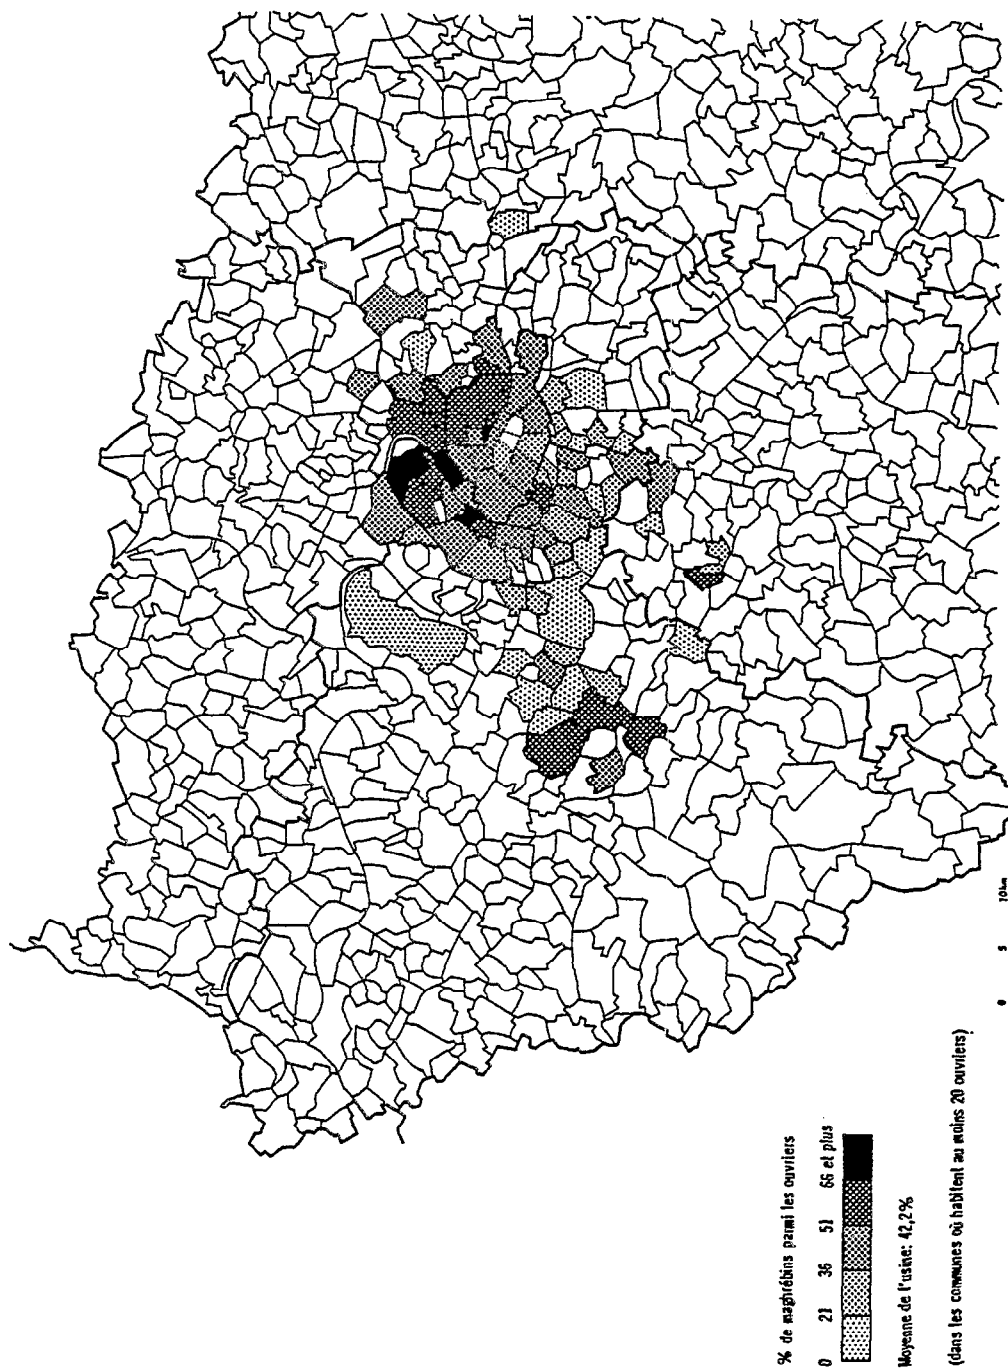 % de maghrébins parmi les ouvriers
0 21 36 51 66 et plus
Moyenne de l'usine: 42,2%
(dans les communes où habitent au moins 20 ouvriers)
0 5 10km